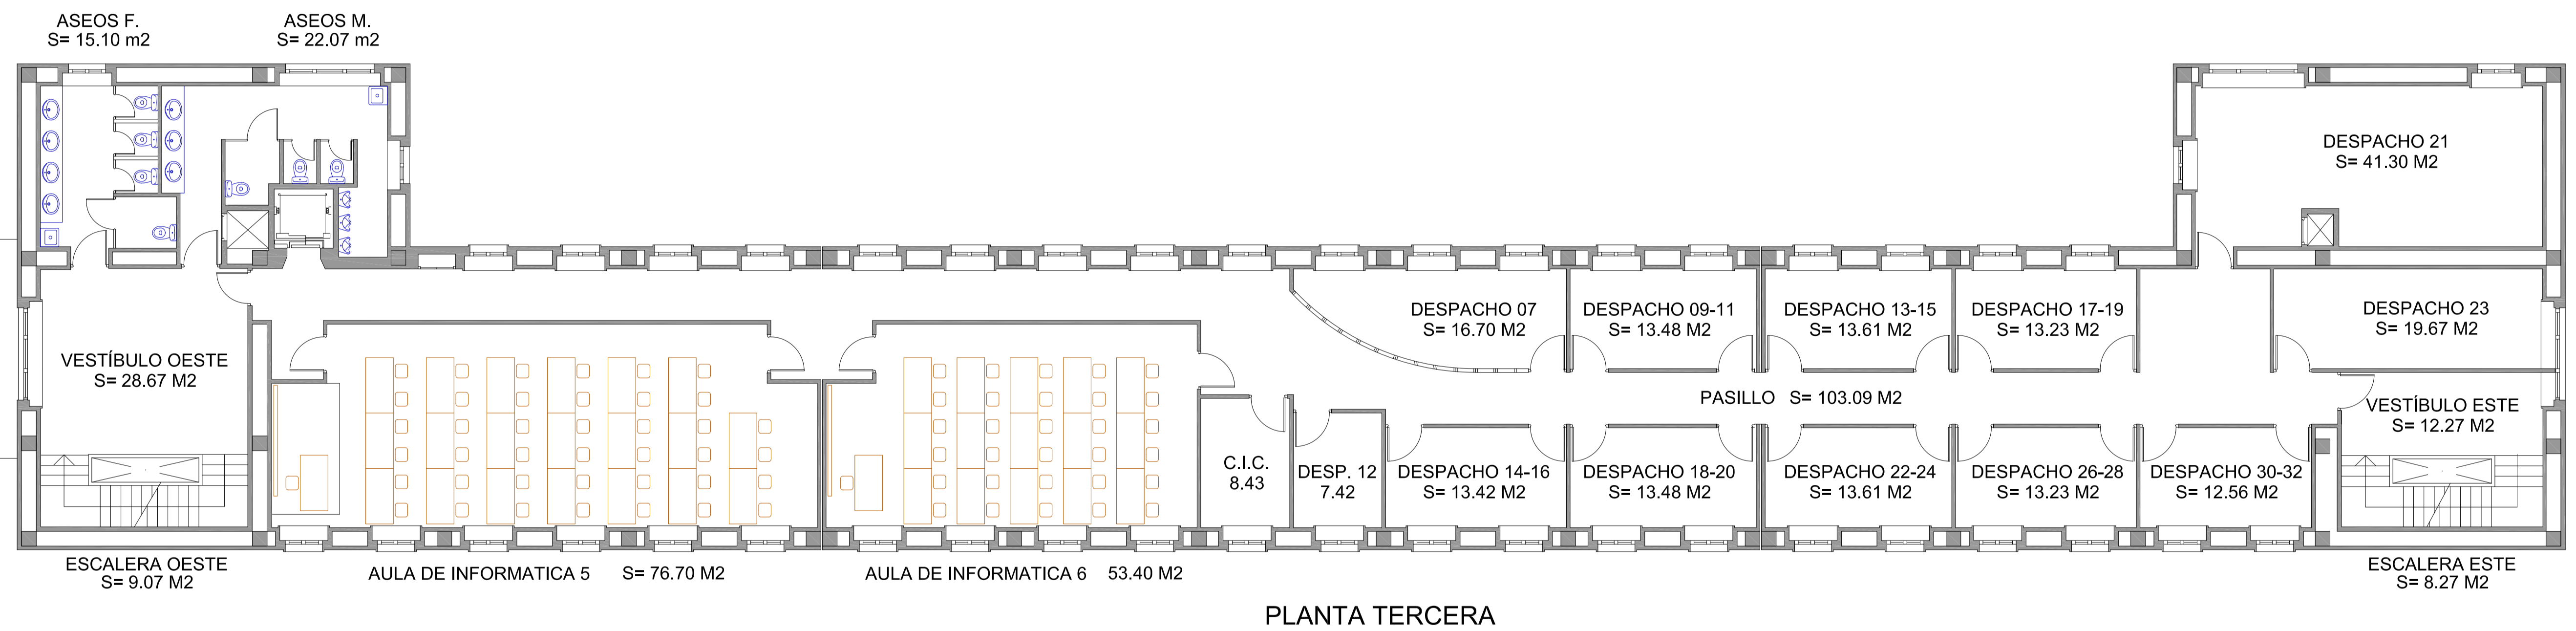 ASEOS F.
S= 15.10 m2
ASEOS M.
S= 22.07 m2
DESPACHO 21
S= 41.30 M2
VESTÍBULO OESTE
S= 28.67 M2
DESPACHO 07
S= 16.70 M2
DESPACHO 09-11
S= 13.48 M2
DESPACHO 13-15
S= 13.61 M2
DESPACHO 17-19
S= 13.23 M2
DESPACHO 23
S= 19.67 M2
PASILLO S= 103.09 M2
VESTÍBULO ESTE
S= 12.27 M2
C.I.C.
8.43
DESP. 12
7.42
DESPACHO 14-16
S= 13.42 M2
DESPACHO 18-20
S= 13.48 M2
DESPACHO 22-24
S= 13.61 M2
DESPACHO 26-28
S= 13.23 M2
DESPACHO 30-32
S= 12.56 M2
ESCALERA OESTE
S= 9.07 M2
AULA DE INFORMATICA 5 S= 76.70 M2
AULA DE INFORMATICA 6 53.40 M2
ESCALERA ESTE
S= 8.27 M2
PLANTA TERCERA